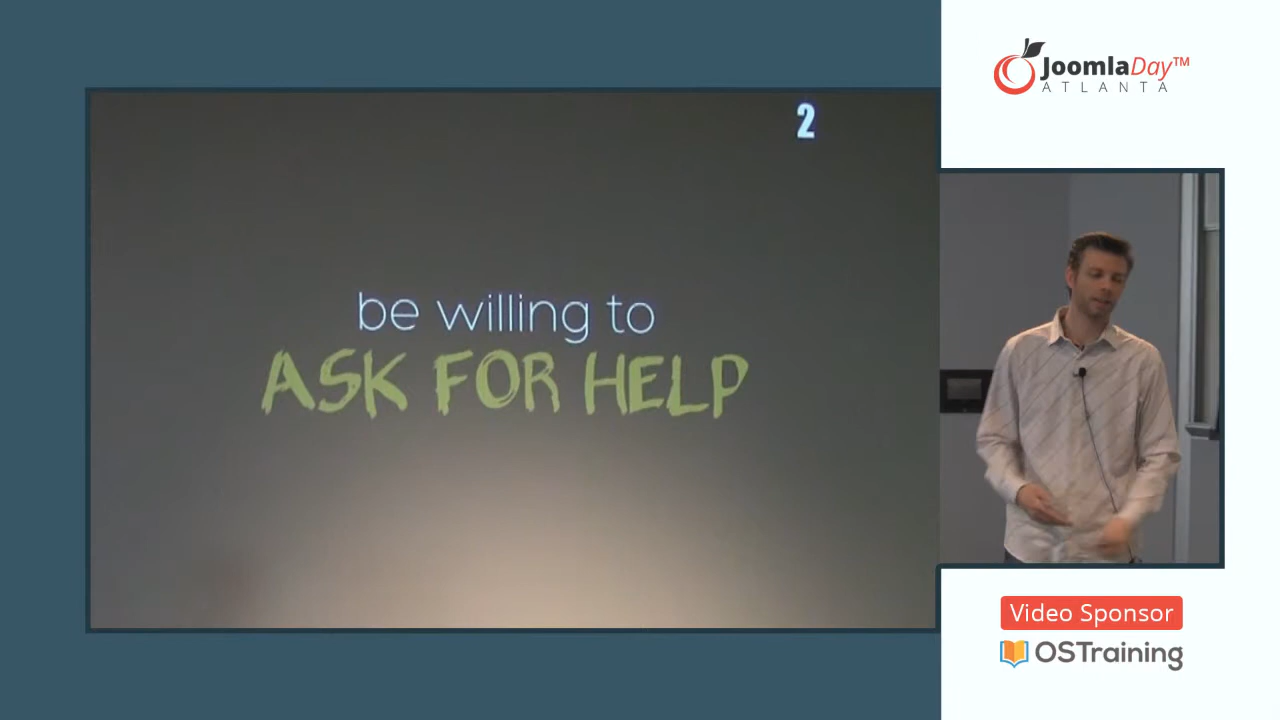 2
be willing to
ASK FOR HELP
JoomlaDay™
ATLANTA
Video Sponsor
OSTraining